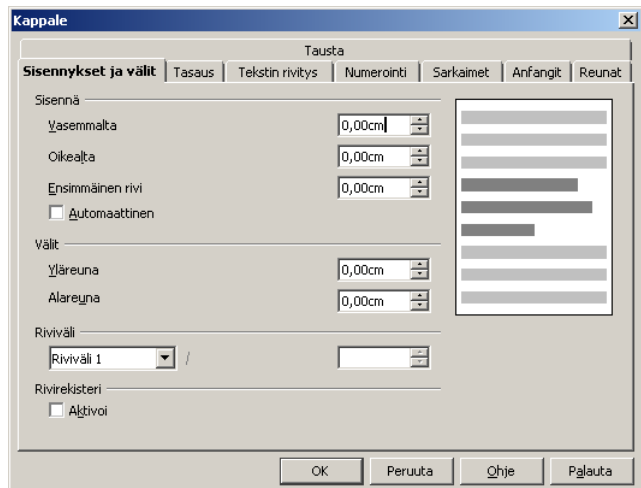 Kappale
Tausta
Sisennykset ja välit Tasaus Tekstin rivitys Numerointi Sarkaimet Anfangit Reunat
Sisennä
Vasemmalta 0,00cm
Oikealta 0,00cm
Ensimmäinen rivi 0,00cm
Automaattinen
Välit
Yläreuna 0,00cm
Alareuna 0,00cm
Riviväli
Riviväli 1 /
Rivirekisteri
Aktivoi
OK Peruuta Ohje Palauta